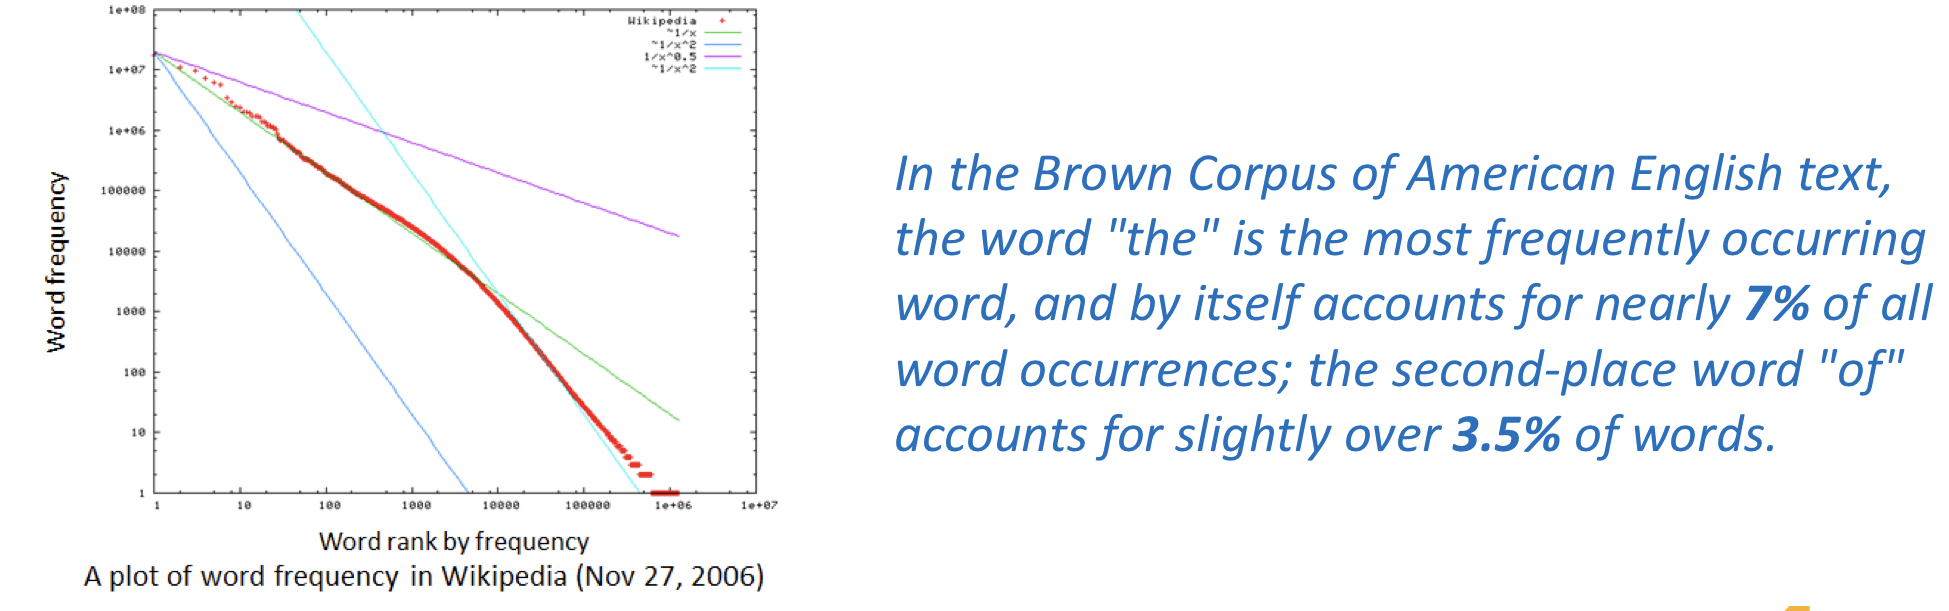 1e+08
1e+07
1e+06
100000
10000
1000
100
10
1
Word frequency
Wikipedia
~1/x
~1/x^2
1/x^0.5
~1/x^2
1 10 100 1000 10000 100000 1e+06 1e+07
Word rank by frequency
A plot of word frequency in Wikipedia (Nov 27, 2006)
In the Brown Corpus of American English text,
the word "the" is the most frequently occurring
word, and by itself accounts for nearly 7% of all
word occurrences; the second-place word "of"
accounts for slightly over 3.5% of words.